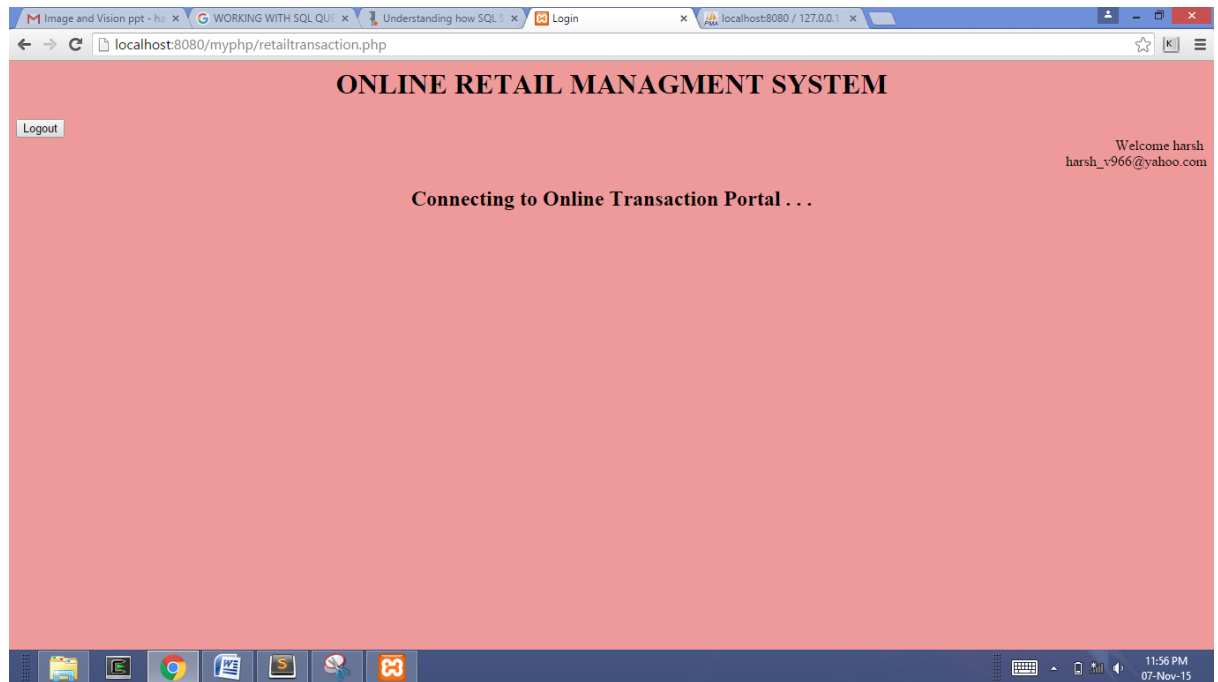 Image and Vision ppt - ha
WORKING WITH SQL QUE
Understanding how SQL S
Login
localhost:8080 / 127.0.0.1
localhost:8080/myphp/retailtransaction.php
ONLINE RETAIL MANAGMENT SYSTEM
Logout
Welcome harsh
harsh_v966@yahoo.com
Connecting to Online Transaction Portal . . .
11:56 PM
07-Nov-15